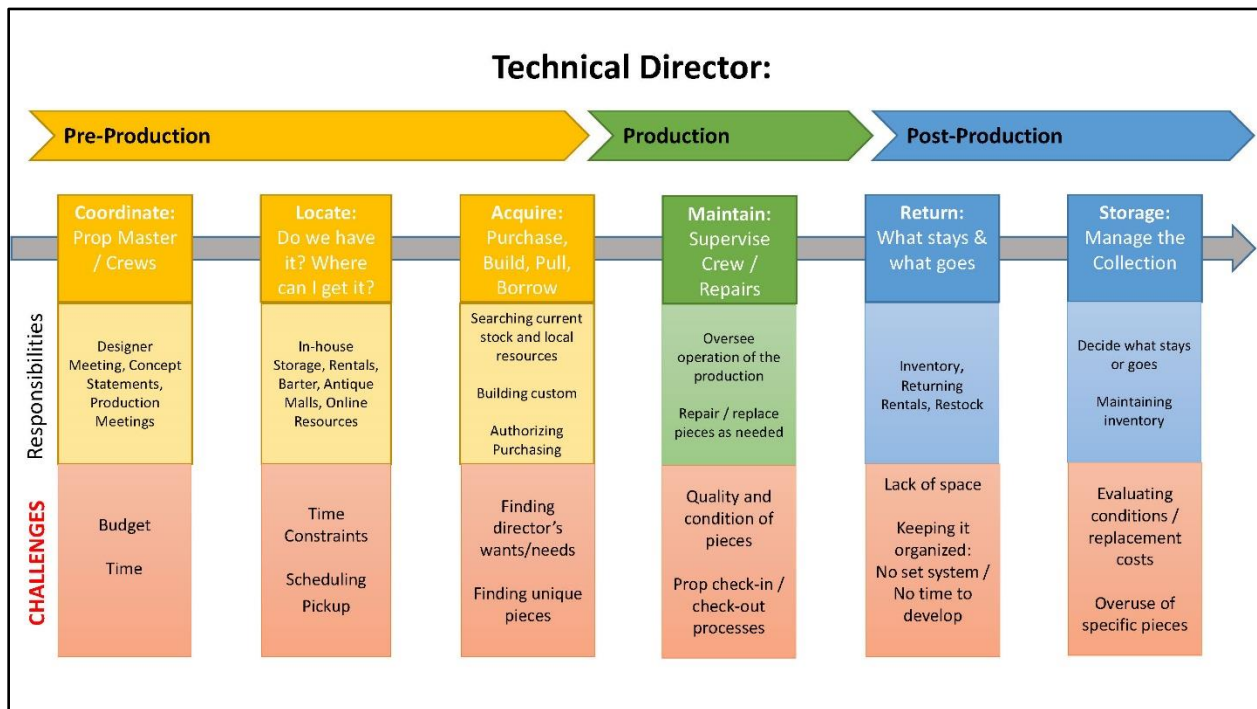 Technical Director:
Pre-Production
Production
Post-Production
Coordinate:
Prop Master
/ Crews
Locate:
Do we have
it? Where
can I get it?
Acquire:
Purchase,
Build, Pull,
Borrow
Maintain:
Supervise
Crew /
Repairs
Return:
What stays &
what goes
Storage:
Manage the
Collection
Responsibilities
Designer
Meeting, Concept
Statements,
Production
Meetings
In-house
Storage, Rentals,
Barter, Antique
Malls, Online
Resources
Searching current
stock and local
resources
Building custom
Authorizing
Purchasing
Oversee
operation of the
production
Repair / replace
pieces as needed
Inventory,
Returning
Rentals, Restock
Decide what stays
or goes
Maintaining
inventory
CHALLENGES
Budget
Time
Time
Constraints
Scheduling
Pickup
Finding
director's
wants/needs
Finding unique
pieces
Quality and
condition of
pieces
Prop check-in /
check-out
processes
Lack of space
Keeping it
organized:
No set system /
No time to
develop
Evaluating
conditions /
replacement
costs
Overuse of
specific pieces